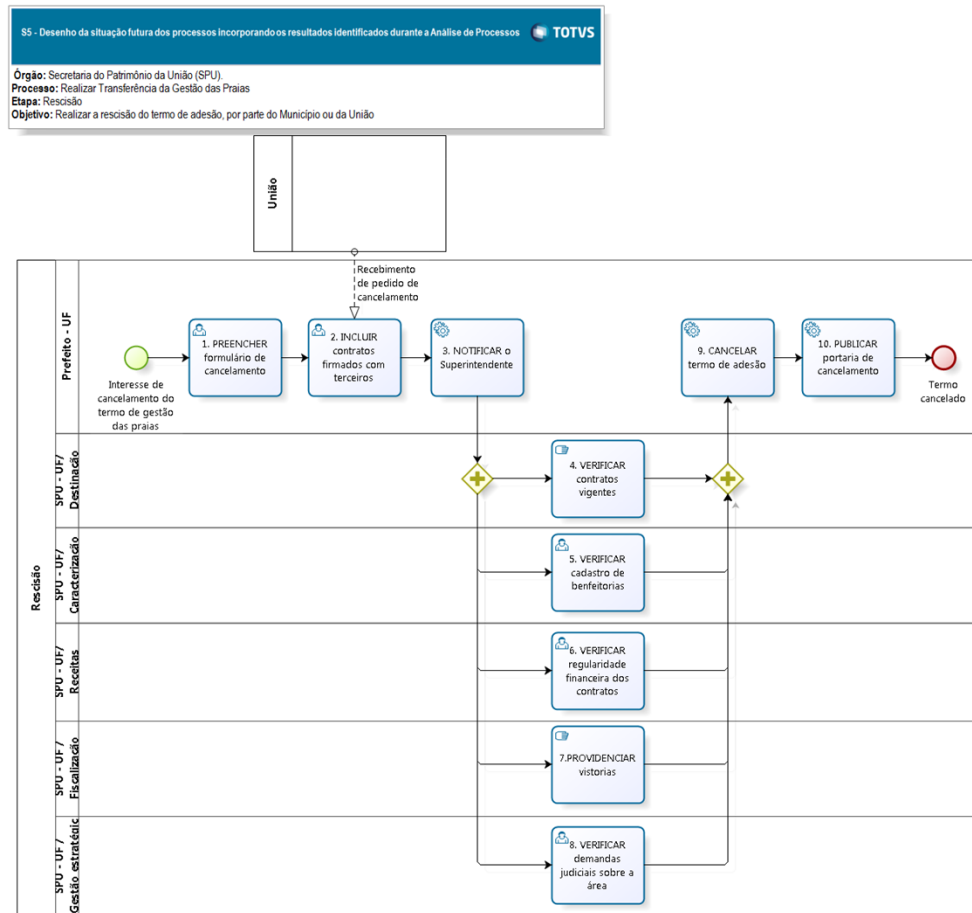 S5 - Desenho da situação futura dos processos incorporando os resultados identificados durante a Análise de Processos
TOTVS
Órgão: Secretaria do Patrimônio da União (SPU).
Processo: Realizar Transferência da Gestão das Praias
Etapa: Rescisão
Objetivo: Realizar a rescisão do termo de adesão, por parte do Município ou da União
União
Recebimento
de pedido de
cancelamento
Rescisão
Prefeito - UF
Interesse de
cancelamento do
termo de gestão
das praias
1. PREENCHER
formulário de
cancelamento
2. INCLUIR
contratos
firmados com
terceiros
3. NOTIFICAR o
Superintendente
9. CANCELAR
termo de adesão
10. PUBLICAR
portaria de
cancelamento
Termo
cancelado
SPU - UF/
Destinação
4. VERIFICAR
contratos
vigentes
SPU - UF/
Caracterização
5. VERIFICAR
cadastro de
benfeitorias
SPU - UF/
Receitas
6. VERIFICAR
regularidade
financeira dos
contratos
SPU - UF /
Fiscalização
7.PROVIDENCIAR
vistorias
SPU - UF /
Gestão estratégic
8. VERIFICAR
demandas
judiciais sobre a
área